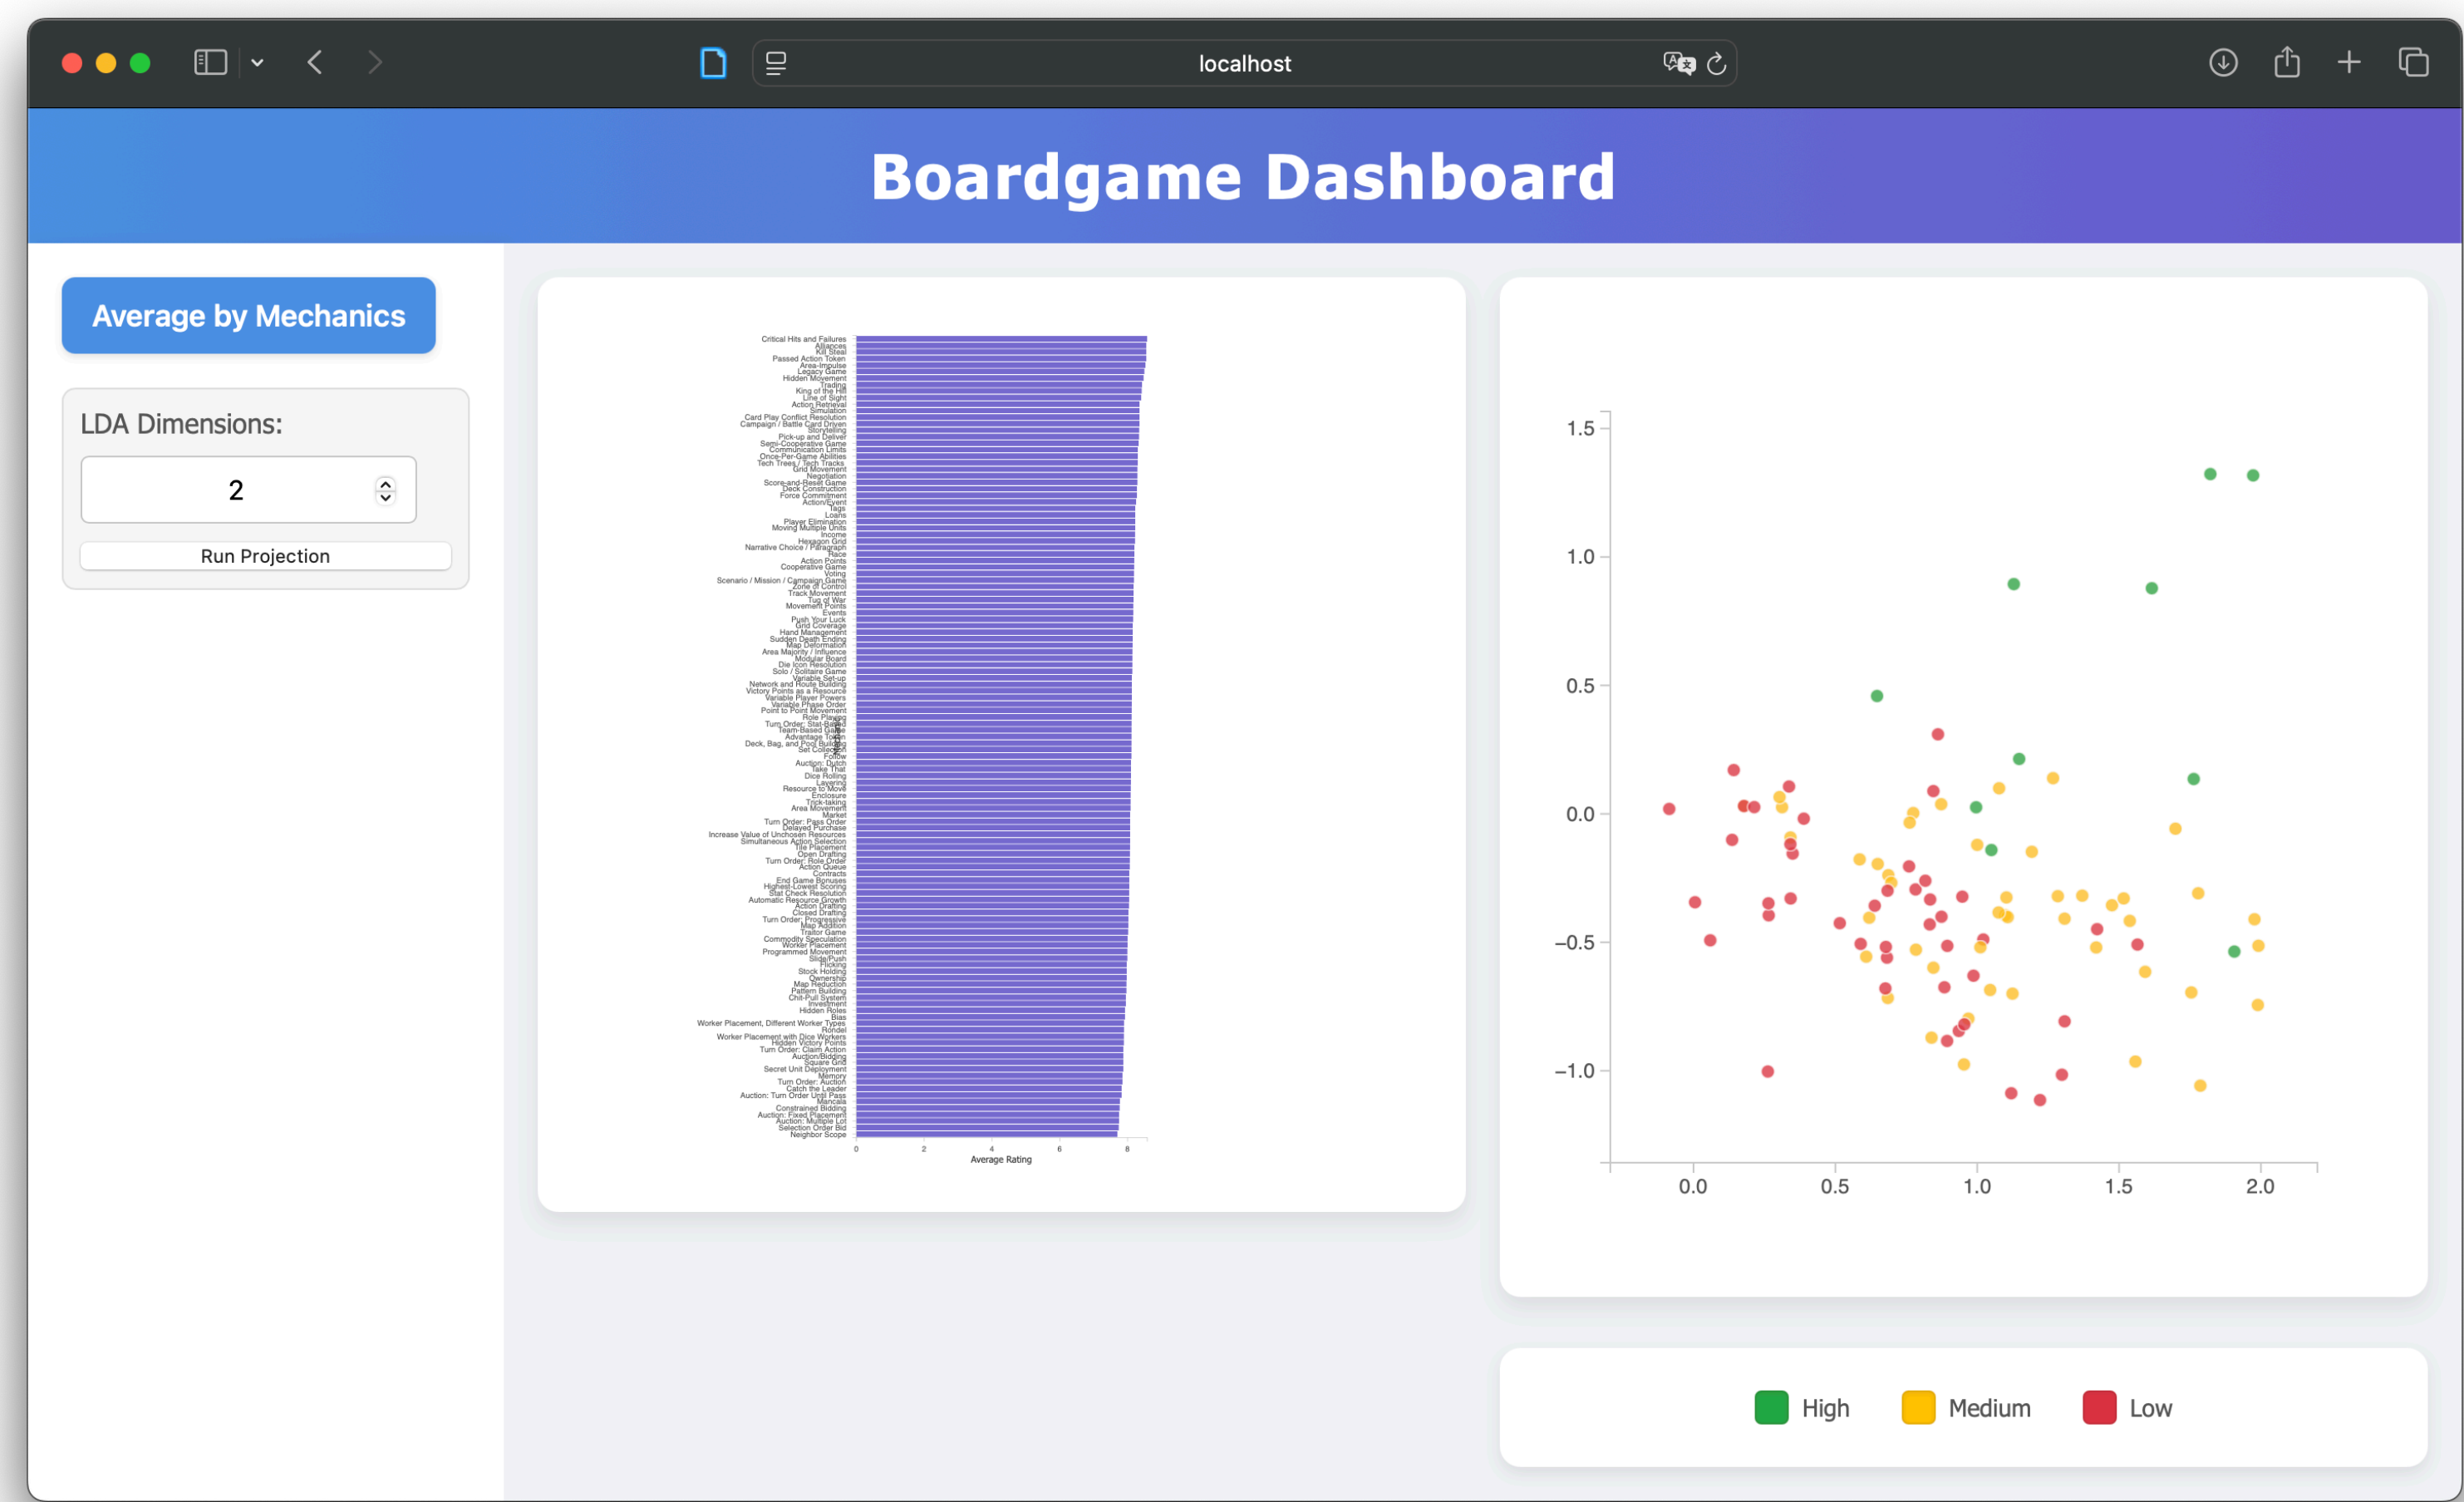 localhost
Boardgame Dashboard
Average by Mechanics
LDA Dimensions:
2
Run Projection
Critical Hits and Failures
Alliances
Kill Steal
Passed Action Token
Area-Impulse
Legacy Game
Hidden Movement
Trading
King of the Hill
Line of Sight
Action Retrieval
Simulation
Card Play Conflict Resolution
Campaign / Battle Card Driven
Storytelling
Pick-up and Deliver
Semi-Cooperative Game
Communication Limits
Once-Per-Game Abilities
Tech Trees / Tech Tracks
Grid Movement
Negotiation
Score-and-Reset Game
Deck Construction
Force Commitment
Action/Event
Tags
Loans
Player Elimination
Moving Multiple Units
Income
Hexagon Grid
Narrative Choice / Paragraph
Race
Action Points
Cooperative Game
Voting
Scenario / Mission / Campaign Game
Zone of Control
Track Movement
Tug of War
Movement Points
Events
Push Your Luck
Grid Coverage
Hand Management
Sudden Death Ending
Map Deformation
Area Majority / Influence
Modular Board
Die Icon Resolution
Solo / Solitaire Game
Variable Set-up
Network and Route Building
Victory Points as a Resource
Variable Player Powers
Variable Phase Order
Point to Point Movement
Role Playing
Turn Order: Stat-Based
Team-Based Game
Advantage Token
Deck, Bag, and Pool Building
Set Collection
Follow
Auction: Dutch
Take That
Dice Rolling
Layering
Resource to Move
Enclosure
Trick-taking
Area Movement
Market
Turn Order: Pass Order
Delayed Purchase
Increase Value of Unchosen Resources
Simultaneous Action Selection
Tile Placement
Open Drafting
Turn Order: Role Order
Action Queue
Contracts
End Game Bonuses
Highest-Lowest Scoring
Stat Check Resolution
Automatic Resource Growth
Action Drafting
Closed Drafting
Turn Order: Progressive
Map Addition
Traitor Game
Commodity Speculation
Worker Placement
Programmed Movement
Slide/Push
Flicking
Stock Holding
Ownership
Map Reduction
Pattern Building
Chit-Pull System
Investment
Hidden Roles
Bias
Worker Placement, Different Worker Types
Rondel
Worker Placement with Dice Workers
Hidden Victory Points
Turn Order: Claim Action
Auction/Bidding
Square Grid
Secret Unit Deployment
Memory
Turn Order: Auction
Catch the Leader
Auction: Turn Order Until Pass
Mancala
Constrained Bidding
Auction: Fixed Placement
Auction: Multiple Lot
Selection Order Bid
Neighbor Scope
0 2 4 6 8
Average Rating
1.5
1.0
0.5
0.0
−0.5
−1.0
0.0 0.5 1.0 1.5 2.0
High Medium Low